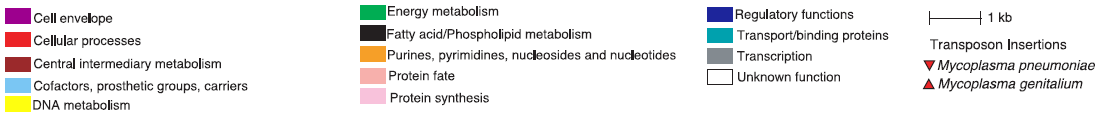 Cell envelope
Cellular processes
Central intermediary metabolism
Cofactors, prosthetic groups, carriers
DNA metabolism
Energy metabolism
Fatty acid/Phospholipid metabolism
Purines, pyrimidines, nucleosides and nucleotides
Protein fate
Protein synthesis
Regulatory functions
Transport/binding proteins
Transcription
Unknown function
1 kb
Transposon Insertions
Mycoplasma pneumoniae
Mycoplasma genitalium